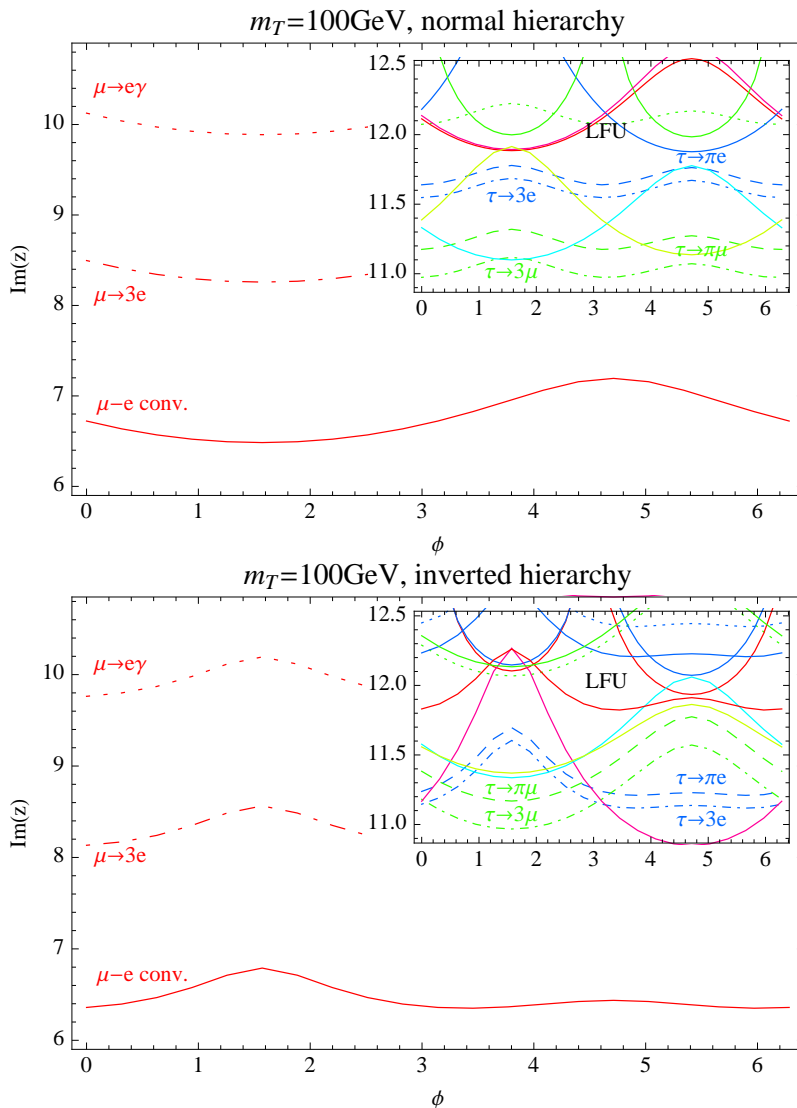 m_T=100GeV, normal hierarchy
Im(z)
10
9
8
7
6
μ→eγ
μ→3e
μ−e conv.
12.5
12.0
11.5
11.0
LFU
τ→πe
τ→3e
τ→πμ
τ→3μ
0 1 2 3 4 5 6
0 1 2 3 4 5 6
ϕ
m_T=100GeV, inverted hierarchy
Im(z)
10
9
8
7
6
μ→eγ
μ→3e
μ−e conv.
12.5
12.0
11.5
11.0
LFU
τ→πμ
τ→πe
τ→3μ
τ→3e
0 1 2 3 4 5 6
0 1 2 3 4 5 6
ϕ